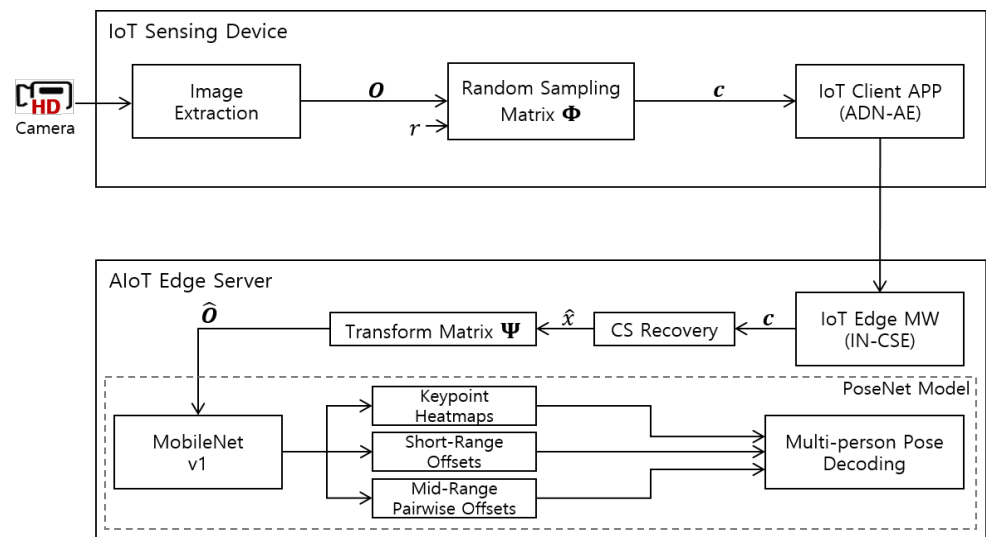 IoT Sensing Device
HD
Camera
Image
Extraction
O
r
Random Sampling
Matrix Φ
c
IoT Client APP
(ADN-AE)
AIoT Edge Server
IoT Edge MW
(IN-CSE)
c
CS Recovery
x̂
Transform Matrix Ψ
Ô
PoseNet Model
MobileNet
v1
Keypoint
Heatmaps
Short-Range
Offsets
Mid-Range
Pairwise Offsets
Multi-person Pose
Decoding